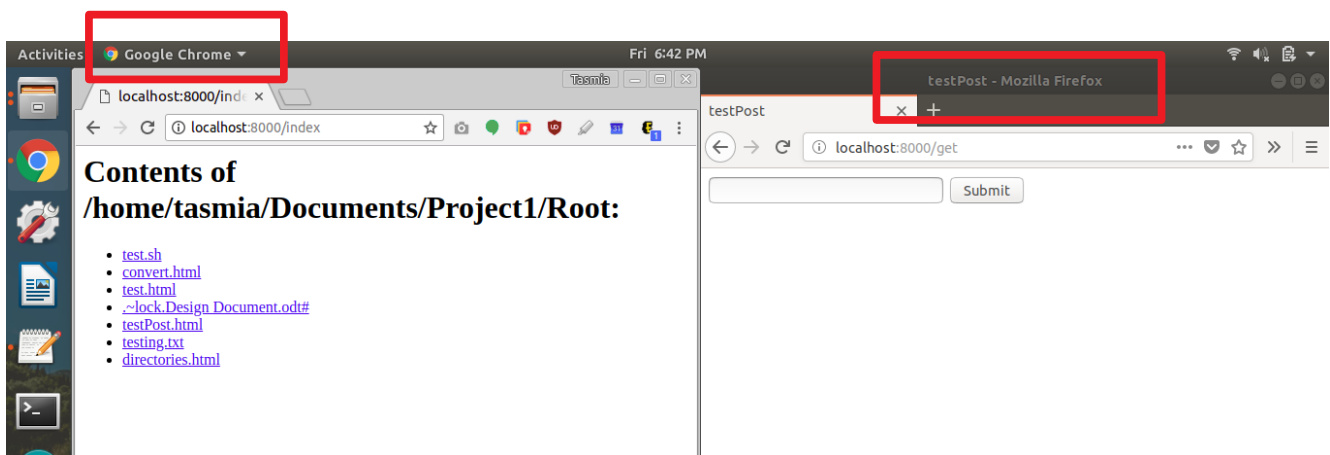 Activities Google Chrome Fri 6:42 PM
Tasmia
testPost - Mozilla Firefox
localhost:8000/inde
testPost
localhost:8000/index
localhost:8000/get
Contents of
/home/tasmia/Documents/Project1/Root:
Submit
test.sh
convert.html
test.html
.~lock.Design Document.odt#
testPost.html
testing.txt
directories.html